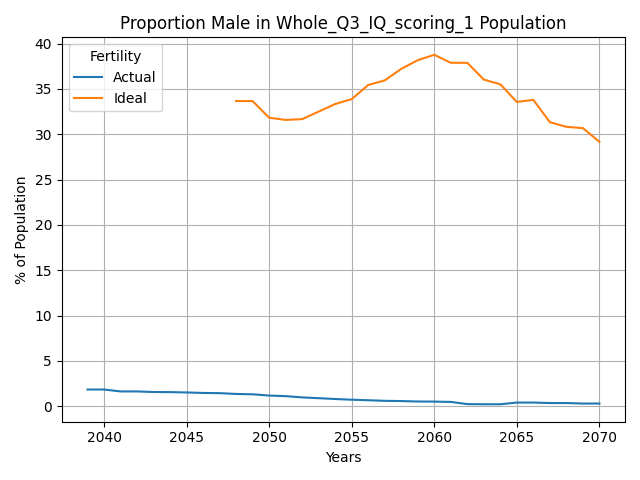 Proportion Male in Whole_Q3_IQ_scoring_1 Population
Fertility
Actual
Ideal
% of Population
40
35
30
25
20
15
10
5
0
2040 2045 2050 2055 2060 2065 2070
Years